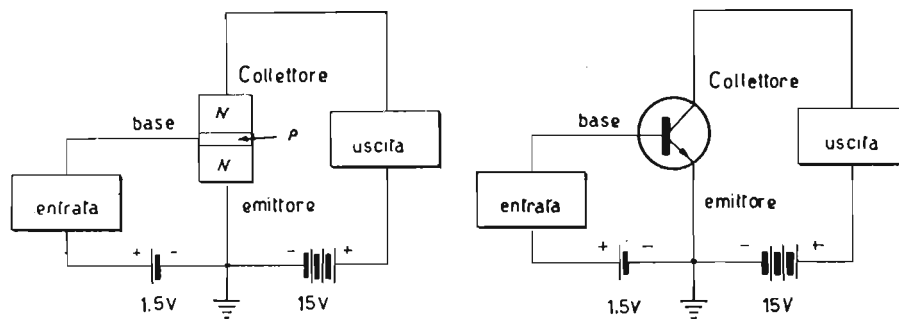 Collettore
N
base
P
N
uscita
entrata
emittore
+ -
- +
1.5V
15V
Collettore
base
uscita
entrata
emittore
+ -
- +
1.5V
15V